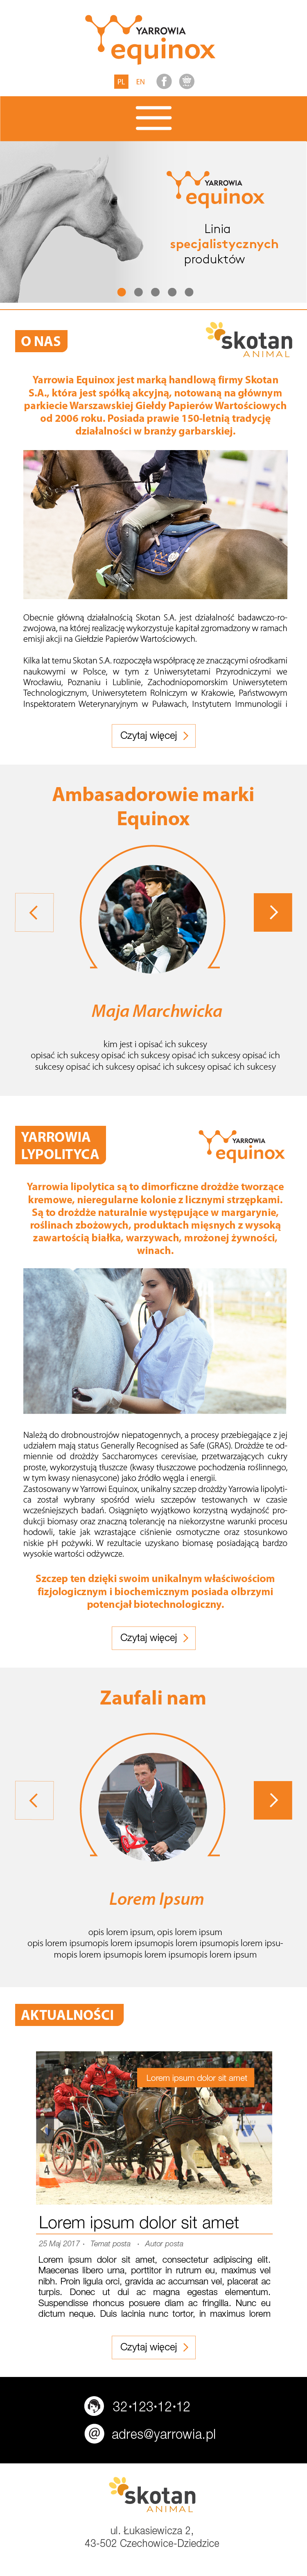 YARROWIA
equinox
PL EN
YARROWIA
equinox
Linia
specjalistycznych
produktów
O NAS
skotan
ANIMAL
Yarrowia Equinox jest marką handlową firmy Skotan
S.A., która jest spółką akcyjną, notowaną na głównym
parkiecie Warszawskiej Giełdy Papierów Wartościowych
od 2006 roku. Posiada prawie 150-letnią tradycję
działalności w branży garbarskiej.
Obecnie główną działalnością Skotan S.A. jest działalność badawczo-ro-
zwojowa, na której realizację wykorzystuje kapitał zgromadzony w ramach
emisji akcji na Giełdzie Papierów Wartościowych.
Kilka lat temu Skotan S.A. rozpoczęła współpracę ze znaczącymi ośrodkami
naukowymi w Polsce, w tym z Uniwersytetami Przyrodniczymi we
Wrocławiu, Poznaniu i Lublinie, Zachodniopomorskim Uniwersytetem
Technologicznym, Uniwersytetem Rolniczym w Krakowie, Państwowym
Inspektoratem Weterynaryjnym w Puławach, Instytutem Immunologii i
Czytaj więcej
Ambasadorowie marki
Equinox
Maja Marchwicka
kim jest i opisać ich sukcesy
opisać ich sukcesy opisać ich sukcesy opisać ich sukcesy opisać ich
sukcesy opisać ich sukcesy opisać ich sukcesy opisać ich sukcesy
YARROWIA
LYPOLITYCA
YARROWIA
equinox
Yarrowia lipolytica są to dimorficzne drożdże tworzące
kremowe, nieregularne kolonie z licznymi strzępkami.
Są to drożdże naturalnie występujące w margarynie,
roślinach zbożowych, produktach mięsnych z wysoką
zawartością białka, warzywach, mrożonej żywności,
winach.
Należą do drobnoustrojów niepatogennych, a procesy przebiegające z jej
udziałem mają status Generally Recognised as Safe (GRAS). Drożdże te od-
miennie od drożdży Saccharomyces cerevisiae, przetwarzających cukry
proste, wykorzystują tłuszcze (kwasy tłuszczowe pochodzenia roślinnego,
w tym kwasy nienasycone) jako źródło węgla i energii.
Zastosowany w Yarrowi Equinox, unikalny szczep drożdży Yarrowia lipolyti-
ca został wybrany spośród wielu szczepów testowanych w czasie
wcześniejszych badań. Osiągnięto wyjątkowo korzystną wydajność pro-
dukcji biomasy oraz znaczną tolerancję na niekorzystne warunki procesu
hodowli, takie jak wzrastające ciśnienie osmotyczne oraz stosunkowo
niskie pH pożywki. W rezultacie uzyskano biomasę posiadającą bardzo
wysokie wartości odżywcze.
Szczep ten dzięki swoim unikalnym właściwościom
fizjologicznym i biochemicznym posiada olbrzymi
potencjał biotechnologiczny.
Czytaj więcej
Zaufali nam
Lorem Ipsum
opis lorem ipsum, opis lorem ipsum
opis lorem ipsumopis lorem ipsumopis lorem ipsumopis lorem ipsu-
mopis lorem ipsumopis lorem ipsumopis lorem ipsum
AKTUALNOŚCI
Lorem ipsum dolor sit amet
4
Lorem ipsum dolor sit amet
25 Maj 2017 • Temat posta • Autor posta
Lorem ipsum dolor sit amet, consectetur adipiscing elit.
Maecenas libero urna, porttitor in rutrum eu, maximus vel
nibh. Proin ligula orci, gravida ac accumsan vel, placerat ac
turpis. Donec ut dui ac magna egestas elementum.
Suspendisse rhoncus posuere diam ac fringilla. Nunc eu
dictum neque. Duis lacinia nunc tortor, in maximus lorem
Czytaj więcej
32•123•12•12
@ adres@yarrowia.pl
skotan
ANIMAL
ul. Łukasiewicza 2,
43-502 Czechowice-Dziedzice